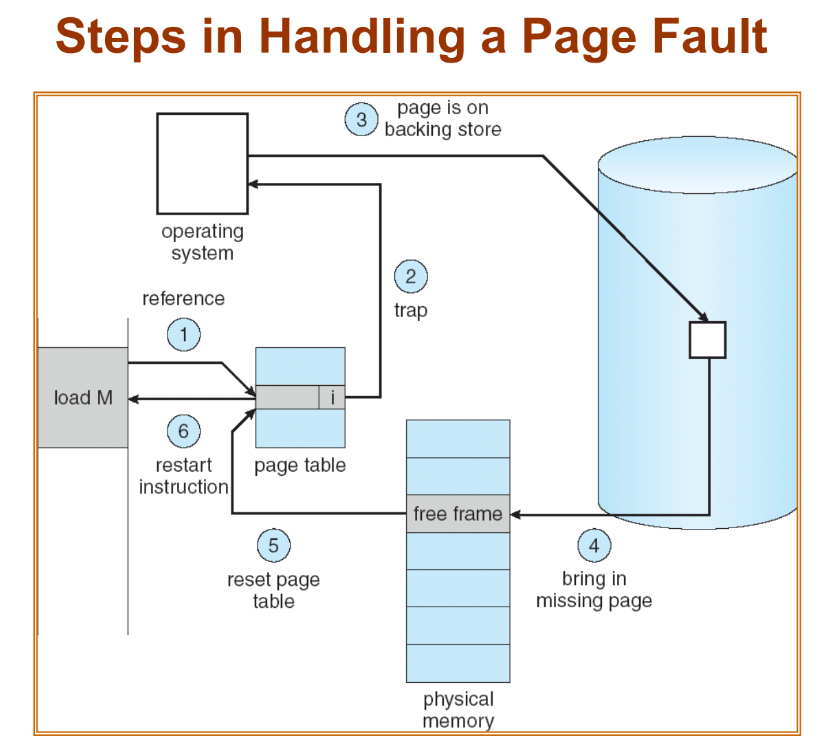 Steps in Handling a Page Fault
3
page is on
backing store
operating
system
2
trap
reference
1
load M
i
6
restart
instruction
page table
free frame
5
reset page
table
4
bring in
missing page
physical
memory